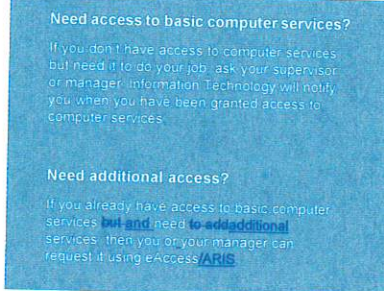 Need access to basic computer services?
If you don't have access to computer services
but need it to do your job, ask your supervisor
or manager. Information Technology will notify
you when you have been granted access to
computer services.
Need additional access?
If you already have access to basic computer
services but and need to addadditional
services, then you or your manager can
request it using eAccess/ARIS.